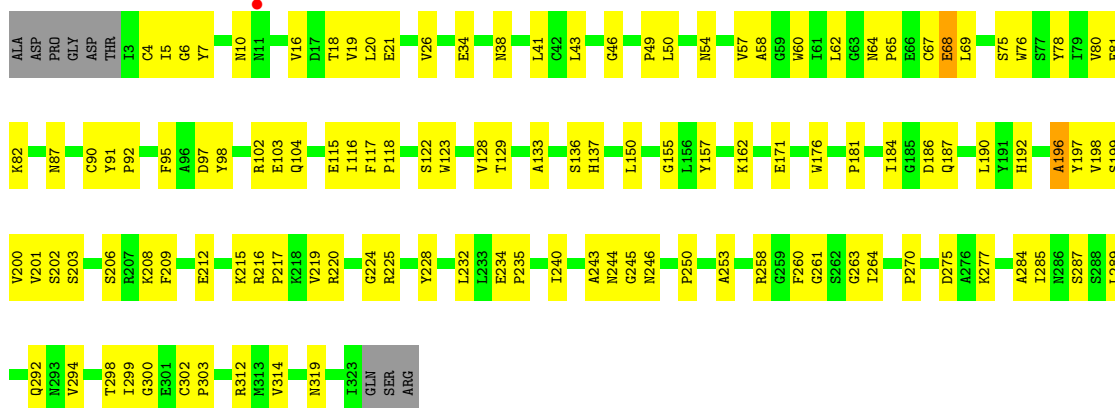 ALA ASP PRO GLY ASP THR I3 C4 I5 G6 Y7 N10 N11 V16 D17 T18 V19 L20 E21 V26 E34 N38 L41 C42 L43 G46 P49 L50 N54 V57 A58 G59 W60 I61 L62 G63 N64 P65 E66 C67 E68 L69 S75 W76 S77 Y78 I79 V80 E81
K82 N87 C90 Y91 P92 F95 A96 D97 Y98 R102 E103 Q104 E115 I116 F117 P118 S122 W123 V128 T129 A133 S136 H137 L150 G155 L156 Y157 K162 E171 W176 P181 I184 G185 D186 Q187 L190 Y191 H192 A196 Y197 V198 S199
V200 V201 S202 S203 S206 R207 K208 F209 E212 K215 R216 P217 K218 V219 R220 G224 R225 Y228 L232 L233 E234 P235 I240 A243 N244 G245 N246 P250 A253 R258 G259 F260 G261 S262 G263 I264 P270 D275 A276 K277 A284 I285 N286 S287 S288 L289
Q292 N293 V294 T298 I299 G300 E301 C302 P303 R312 M313 V314 N319 I323 GLN SER ARG